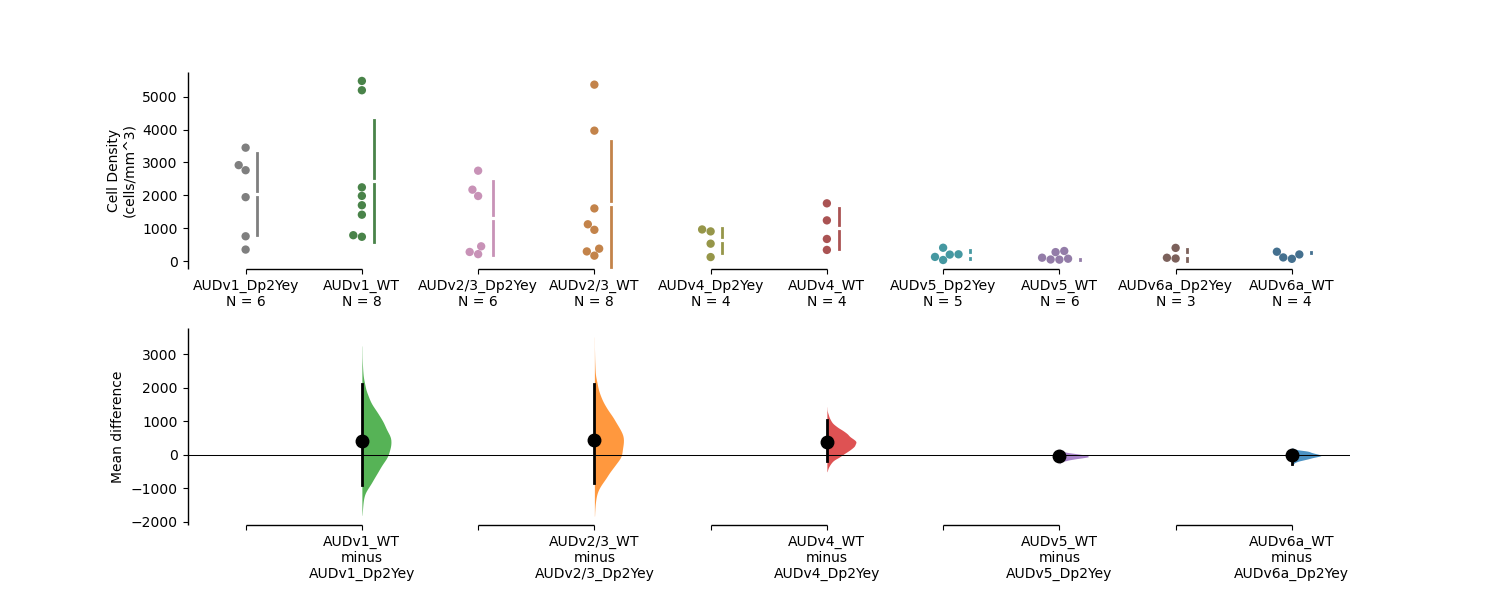 5000
4000
3000
2000
1000
0
Cell Density
(cells/mm^3)
AUDv1_Dp2Yey
N = 6
AUDv1_WT
N = 8
AUDv2/3_Dp2Yey
N = 6
AUDv2/3_WT
N = 8
AUDv4_Dp2Yey
N = 4
AUDv4_WT
N = 4
AUDv5_Dp2Yey
N = 5
AUDv5_WT
N = 6
AUDv6a_Dp2Yey
N = 3
AUDv6a_WT
N = 4
3000
2000
1000
0
−1000
−2000
Mean difference
AUDv1_WT
minus
AUDv1_Dp2Yey
AUDv2/3_WT
minus
AUDv2/3_Dp2Yey
AUDv4_WT
minus
AUDv4_Dp2Yey
AUDv5_WT
minus
AUDv5_Dp2Yey
AUDv6a_WT
minus
AUDv6a_Dp2Yey